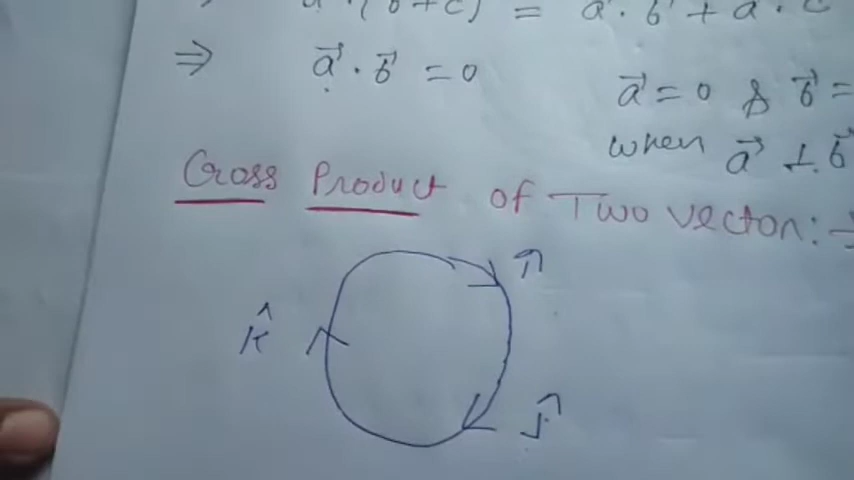 a⃗ · (b⃗ + c⃗) = a⃗ · b⃗ + a⃗ · c⃗
⇒ a⃗ · b⃗ = 0
a⃗ = 0 & b⃗ =
when a⃗ ⊥ b⃗
Cross Product of Two vector:-
î
k̂
ĵ